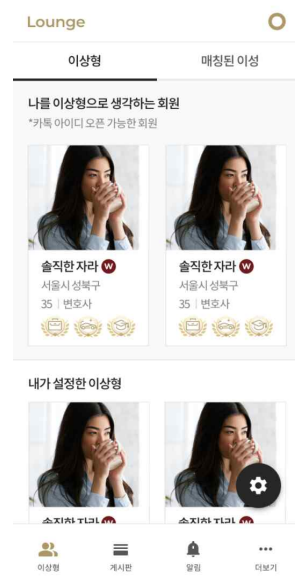 Lounge
이상형
매칭된 이성
나를 이상형으로 생각하는 회원
*카톡 아이디 오픈 가능한 회원
솔직한 자라 W
서울시 성북구
35 | 변호사
솔직한 자라 W
서울시 성북구
35 | 변호사
내가 설정한 이상형
솔직한 자라 W
솔직한 자라 W
이상형
게시판
알림
더보기